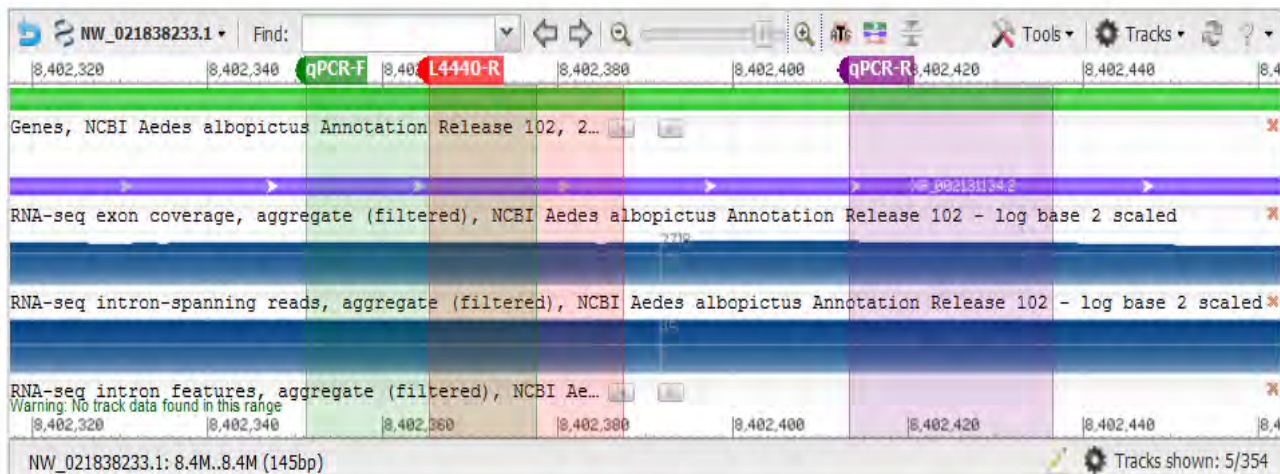 NW_021838233.1 Find: ATG Tools Tracks ?
8,402,320 8,402,340 qPCR-F L4440-R 8,402,380 8,402,400 qPCR-R 8,402,420 8,402,440
Genes, NCBI Aedes albopictus Annotation Release 102, 2…
XP_002131134.2
RNA-seq exon coverage, aggregate (filtered), NCBI Aedes albopictus Annotation Release 102 - log base 2 scaled
2719
RNA-seq intron-spanning reads, aggregate (filtered), NCBI Aedes albopictus Annotation Release 102 - log base 2 scaled
RNA-seq intron features, aggregate (filtered), NCBI Ae…
Warning: No track data found in this range
8,402,320 8,402,340 8,402,360 8,402,380 8,402,400 8,402,420 8,402,440 8,4
NW_021838233.1: 8.4M..8.4M (145bp) Tracks shown: 5/354